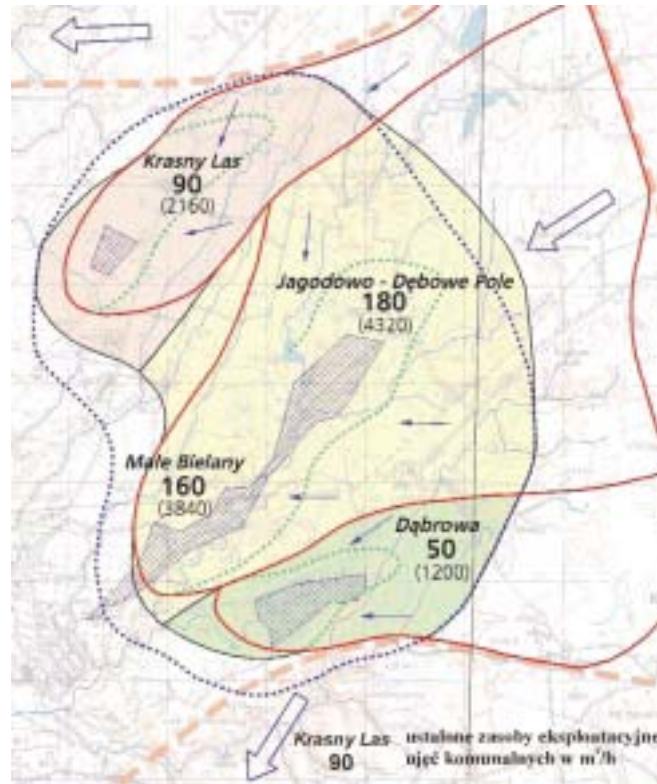 Krasny Las
90
(2160)
Jagodowo - Dębowe Pole
180
(4320)
Małe Bielany
160
(3840)
Dąbrowa
50
(1200)
Krasny Las
90
ustalone zasoby eksploatacyjne
ujęć komunalnych w m³/h